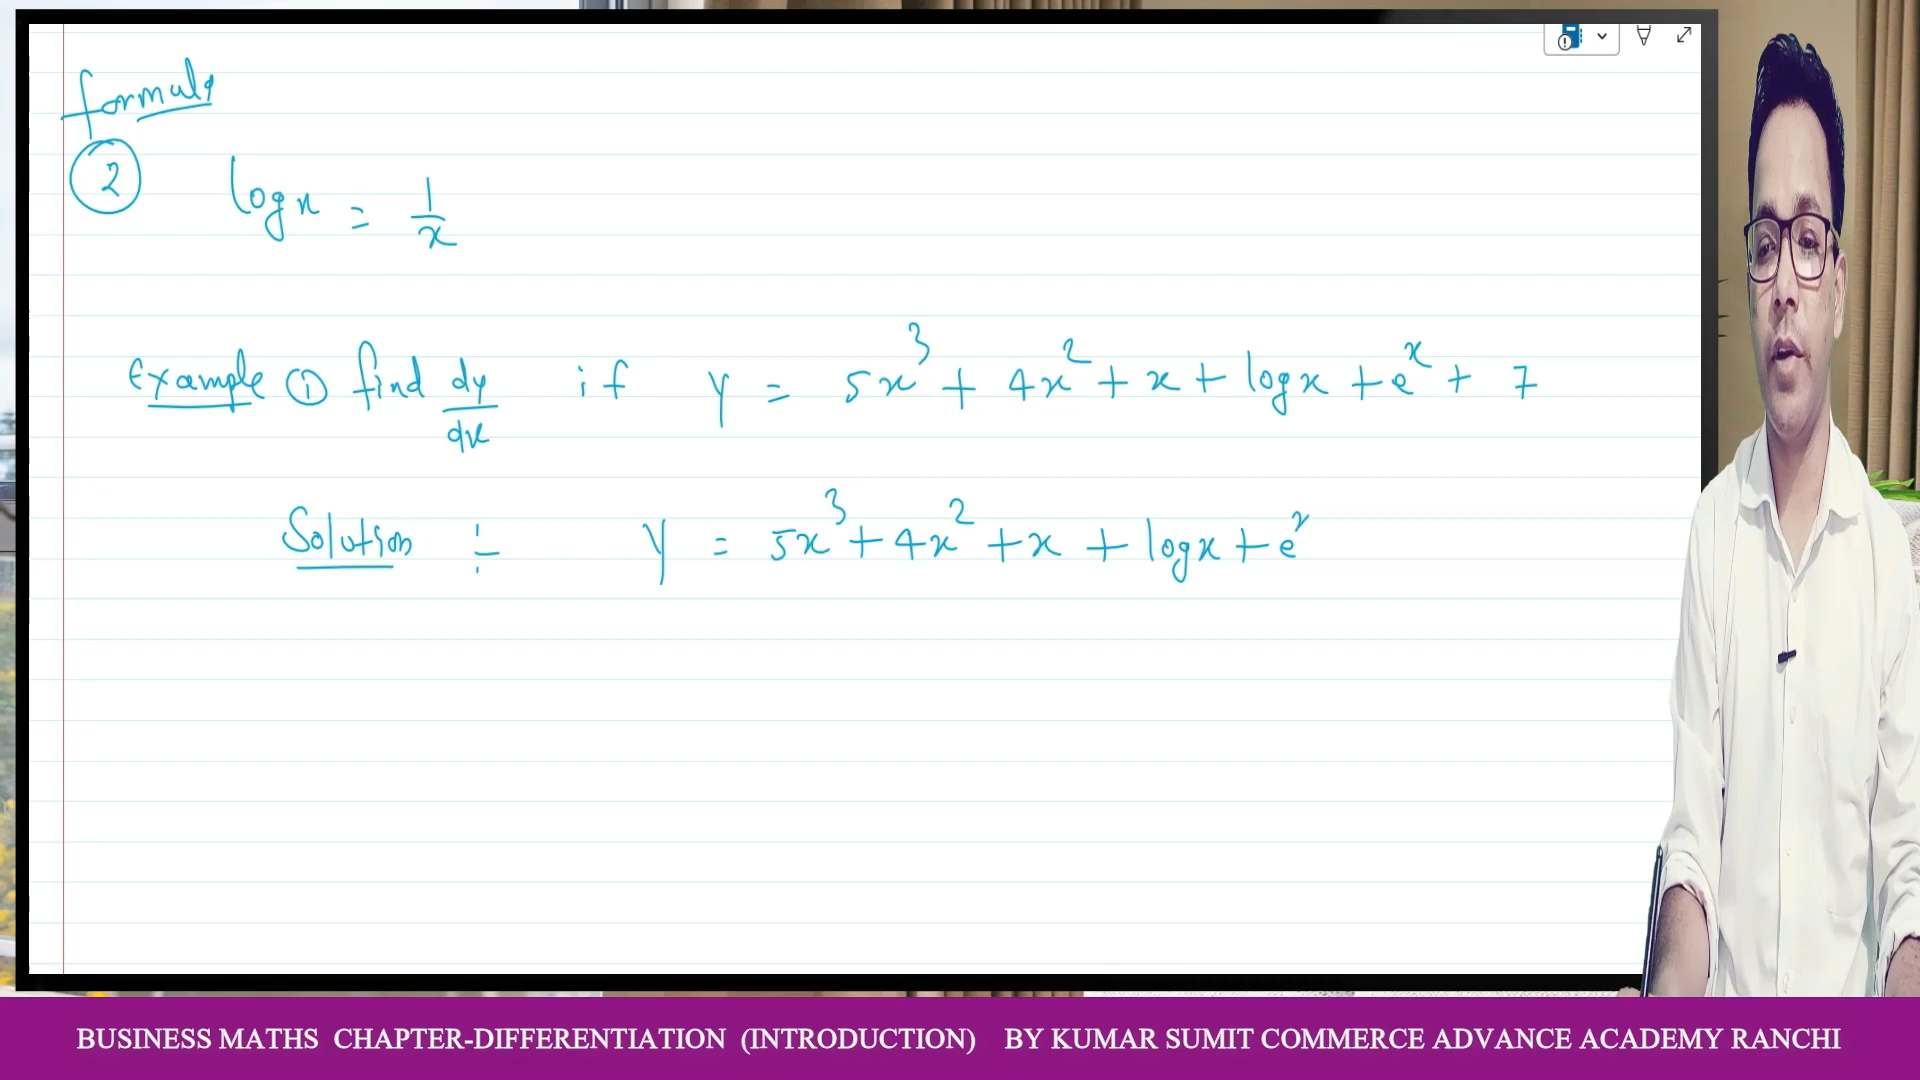 formula
2 log x = 1/x
Example ① find dy/dx if y = 5x³ + 4x² + x + log x + eˣ + 7
Solution ÷ y = 5x³ + 4x² + x + log x + eˣ
BUSINESS MATHS CHAPTER-DIFFERENTIATION (INTRODUCTION) BY KUMAR SUMIT COMMERCE ADVANCE ACADEMY RANCHI